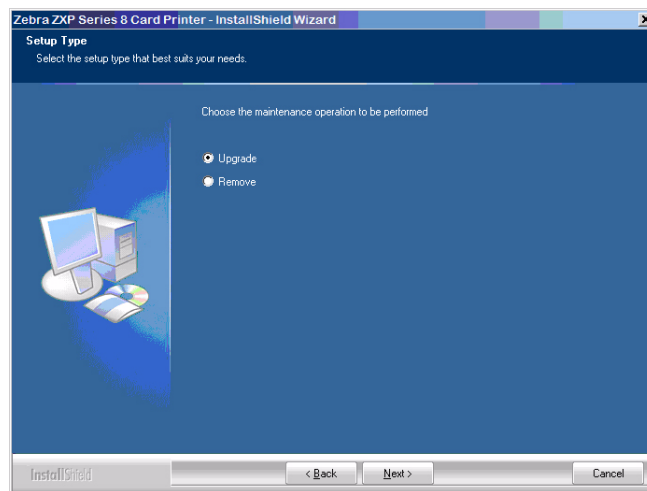 Zebra ZXP Series 8 Card Printer - InstallShield Wizard
Setup Type
Select the setup type that best suits your needs.
Choose the maintenance operation to be performed
Upgrade
Remove
InstallShield
< Back
Next >
Cancel